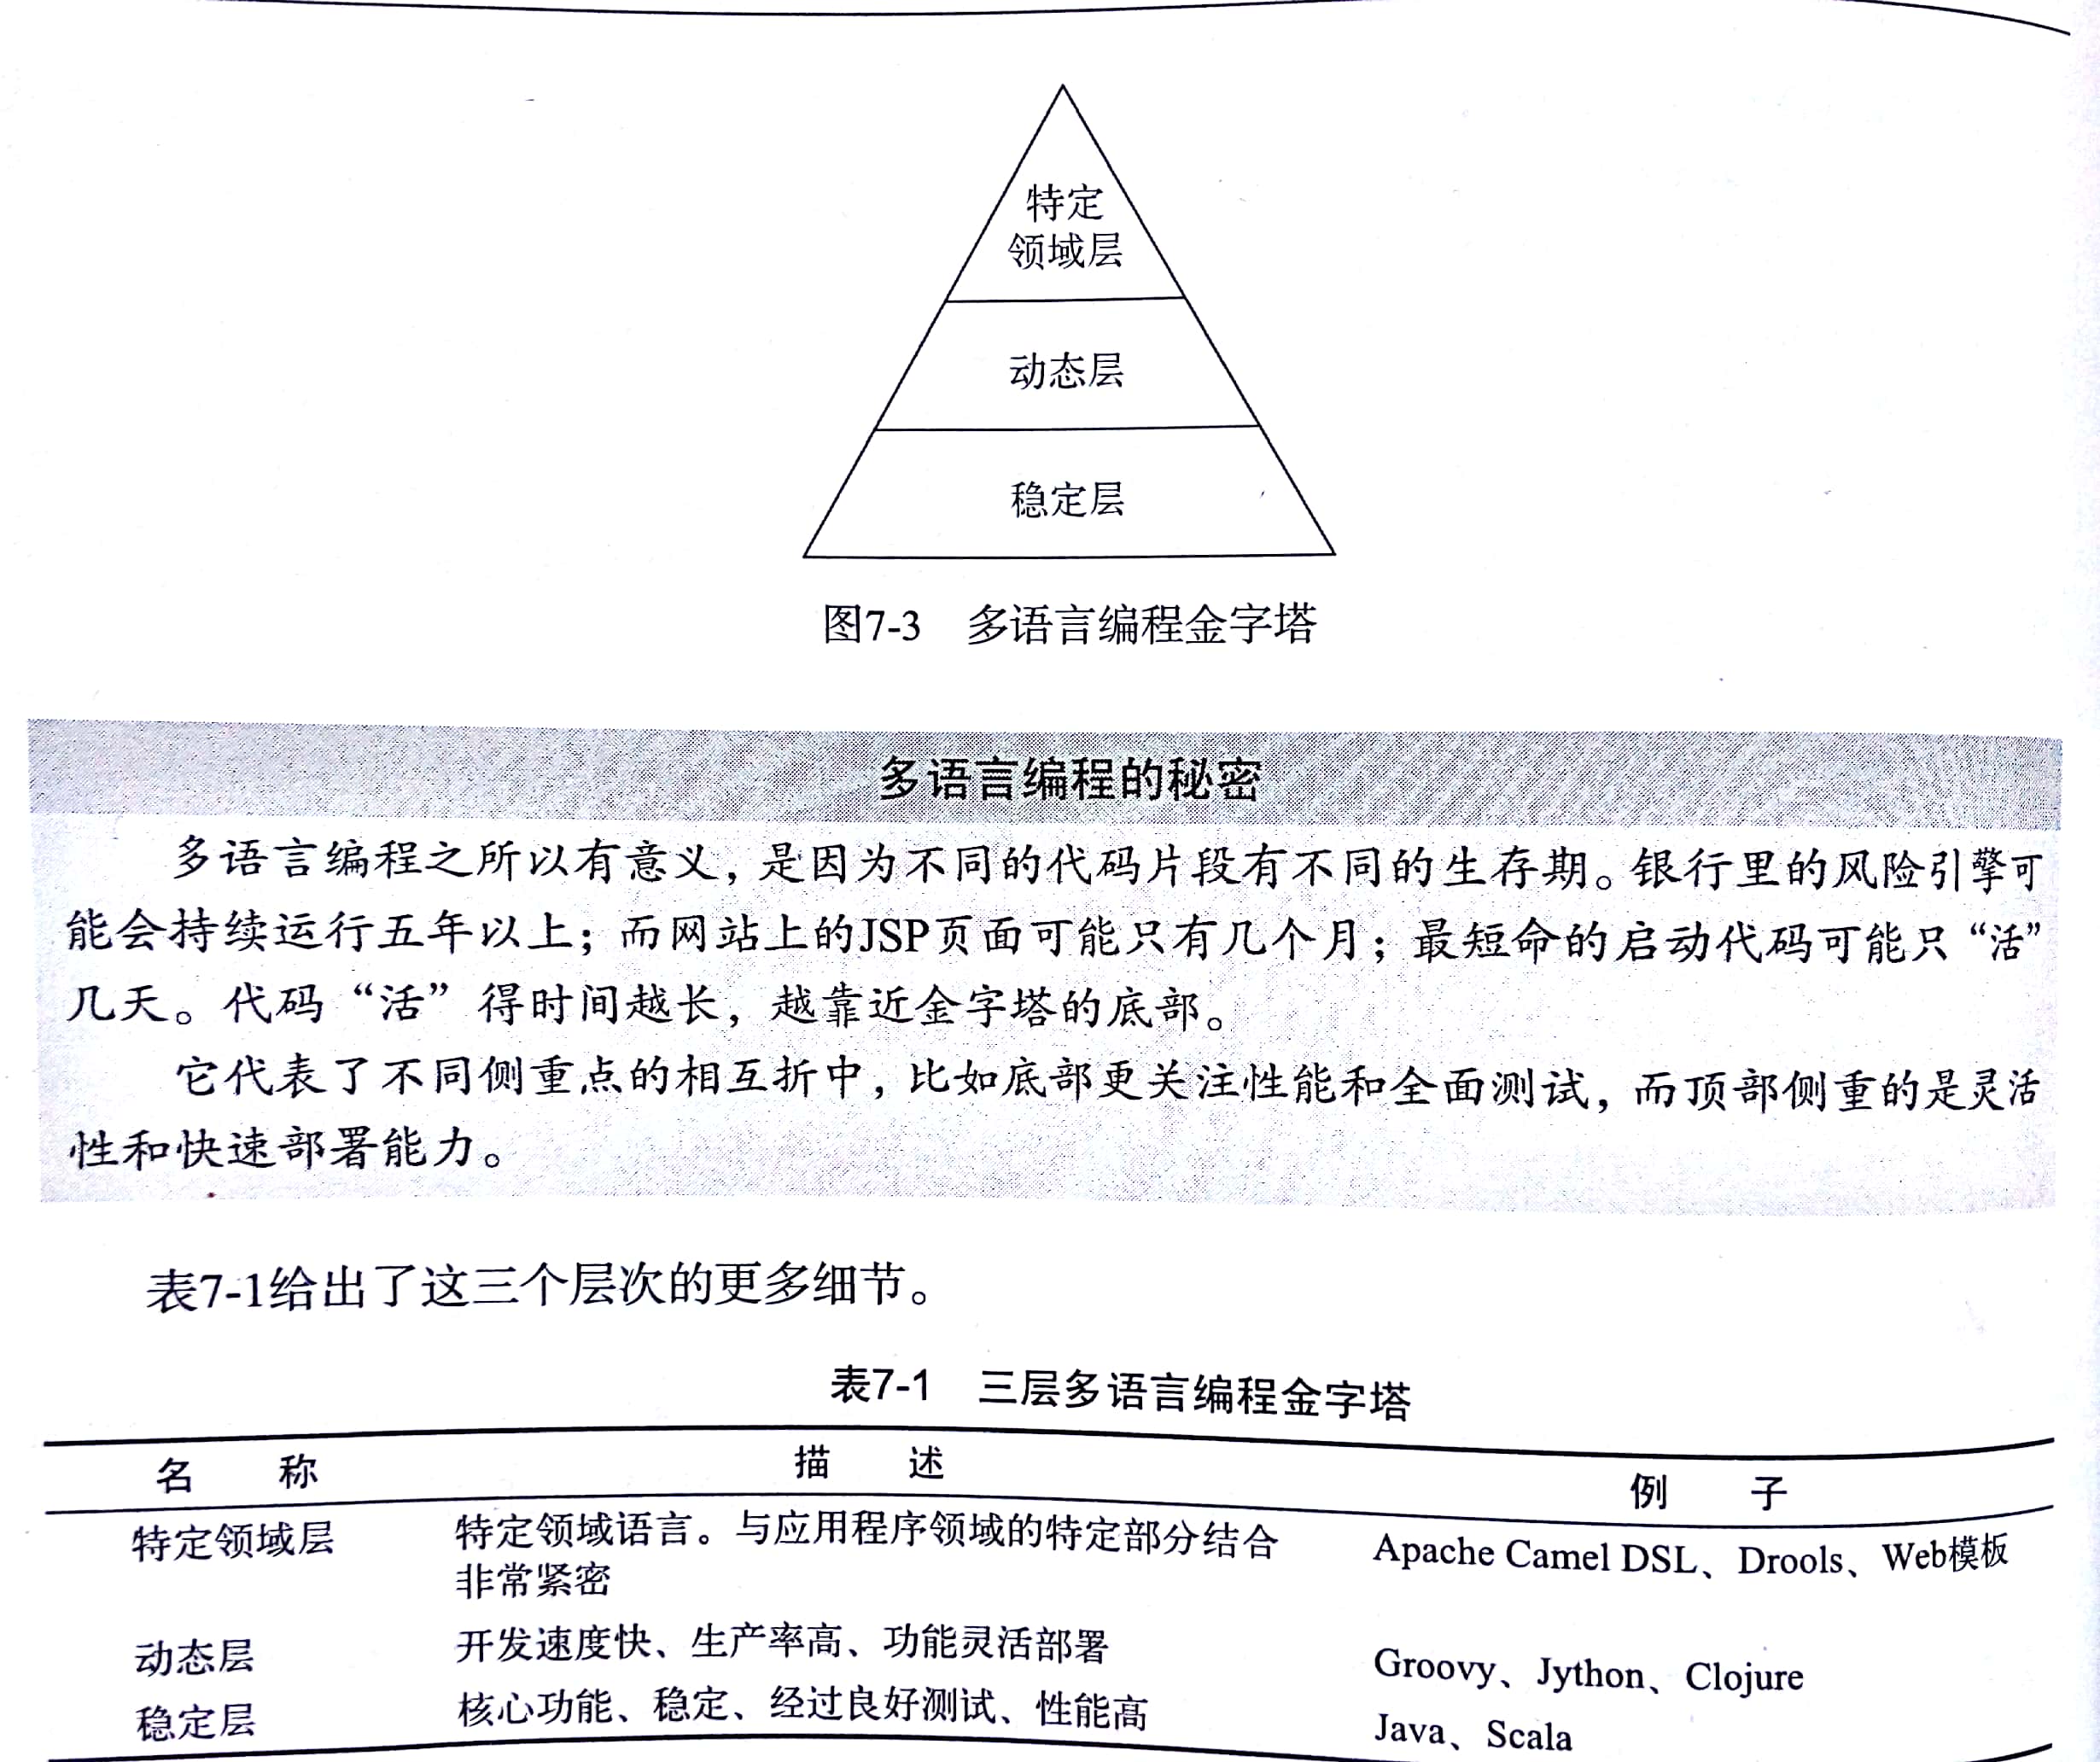 特定
领域层
动态层
稳定层
图7-3 多语言编程金字塔
多语言编程的秘密
多语言编程之所以有意义，是因为不同的代码片段有不同的生存期。银行里的风险引擎可
能会持续运行五年以上；而网站上的JSP页面可能只有几个月；最短命的启动代码可能只“活”
几天。代码“活”得时间越长，越靠近金字塔的底部。
它代表了不同侧重点的相互折中，比如底部更关注性能和全面测试，而顶部侧重的是灵活
性和快速部署能力。
表7-1给出了这三个层次的更多细节。
表7-1 三层多语言编程金字塔
名 称 描 述 例 子
特定领域层 特定领域语言。与应用程序领域的特定部分结合 Apache Camel DSL、Drools、Web模板
非常紧密
动态层 开发速度快、生产率高、功能灵活部署 Groovy、Jython、Clojure
稳定层 核心功能、稳定、经过良好测试、性能高 Java、Scala